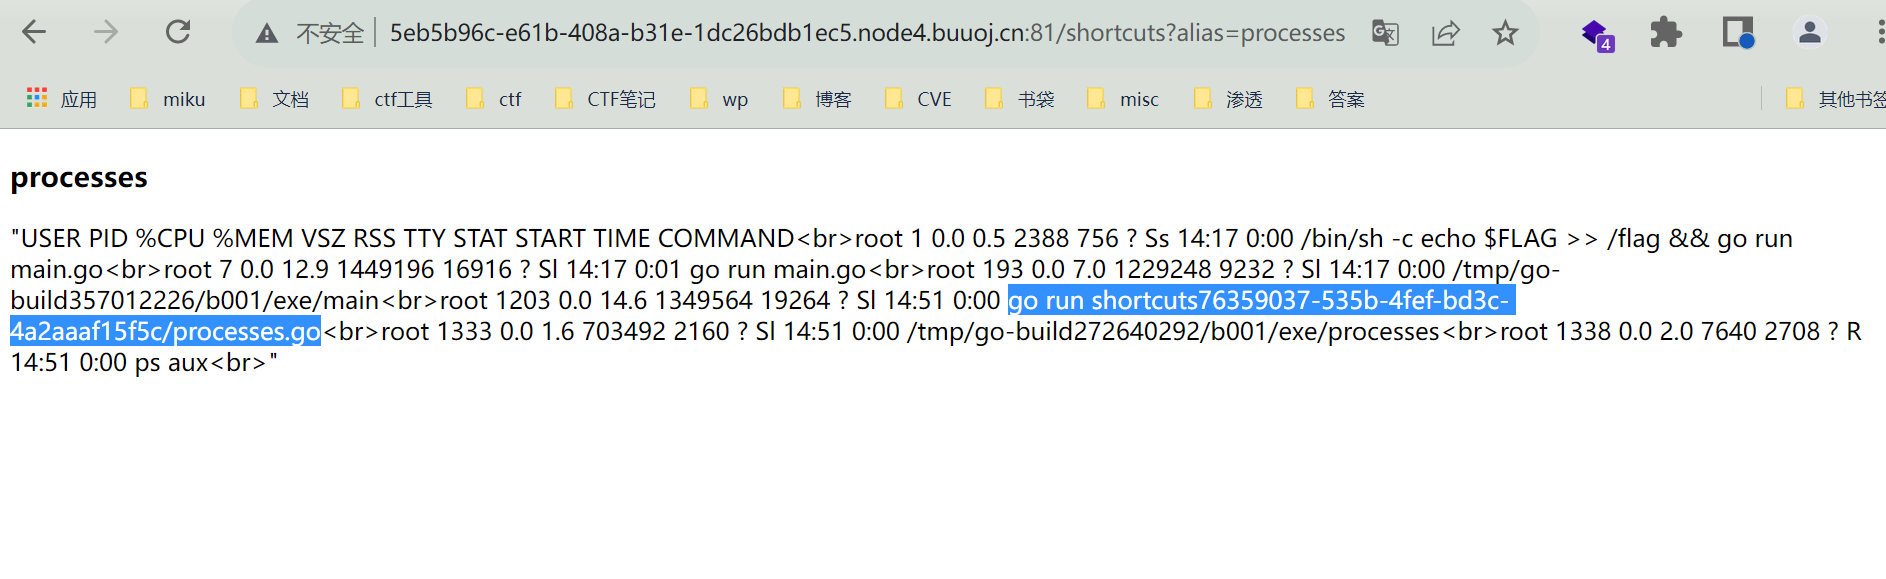 不安全 5eb5b96c-e61b-408a-b31e-1dc26bdb1ec5.node4.buuoj.cn:81/shortcuts?alias=processes
4
应用 miku 文档 ctf工具 ctf CTF笔记 wp 博客 CVE 书袋 misc 渗透 答案 其他书签
processes
"USER PID %CPU %MEM VSZ RSS TTY STAT START TIME COMMAND<br>root 1 0.0 0.5 2388 756 ? Ss 14:17 0:00 /bin/sh -c echo $FLAG >> /flag && go run
main.go<br>root 7 0.0 12.9 1449196 16916 ? Sl 14:17 0:01 go run main.go<br>root 193 0.0 7.0 1229248 9232 ? Sl 14:17 0:00 /tmp/go-
build357012226/b001/exe/main<br>root 1203 0.0 14.6 1349564 19264 ? Sl 14:51 0:00 go run shortcuts76359037-535b-4fef-bd3c-
4a2aaaf15f5c/processes.go<br>root 1333 0.0 1.6 703492 2160 ? Sl 14:51 0:00 /tmp/go-build272640292/b001/exe/processes<br>root 1338 0.0 2.0 7640 2708 ? R
14:51 0:00 ps aux<br>"